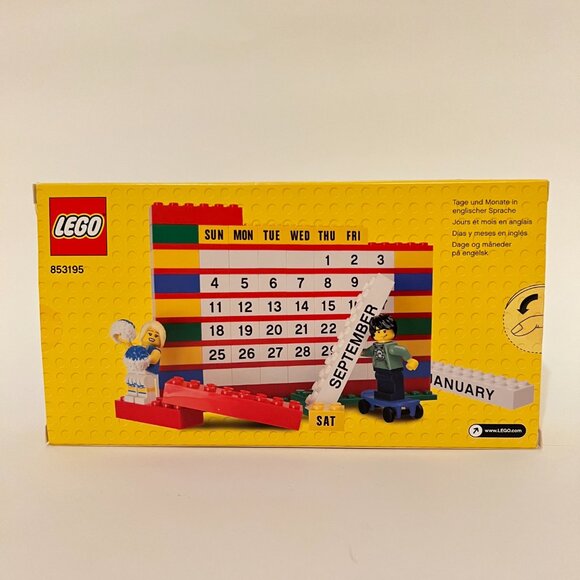 LEGO
853195
SUN MON TUE WED THU FRI
1 2 3
4 5 6 7 8 9
11 12 13 14 15
18 19 20 21 22
25 26 27 28 29
SEPTEMBER
SAT
ANUARY
Tage und Monate in
englischer Sprache
Jours et mois en anglais
Días y meses en inglés
Dage og måneder
på engelsk.
www.LEGO.com